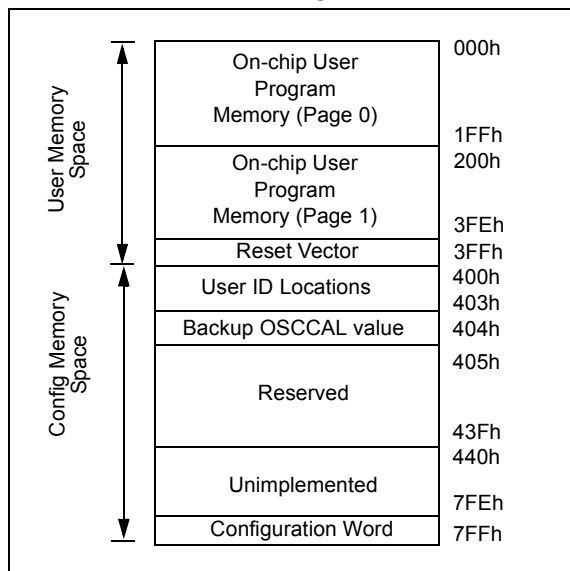 User Memory
Space
On-chip User
Program
Memory (Page 0)
000h
1FFh
On-chip User
Program
Memory (Page 1)
200h
3FEh
Reset Vector
3FFh
Config Memory
Space
User ID Locations
400h
403h
Backup OSCCAL value
404h
Reserved
405h
43Fh
Unimplemented
440h
7FEh
Configuration Word
7FFh